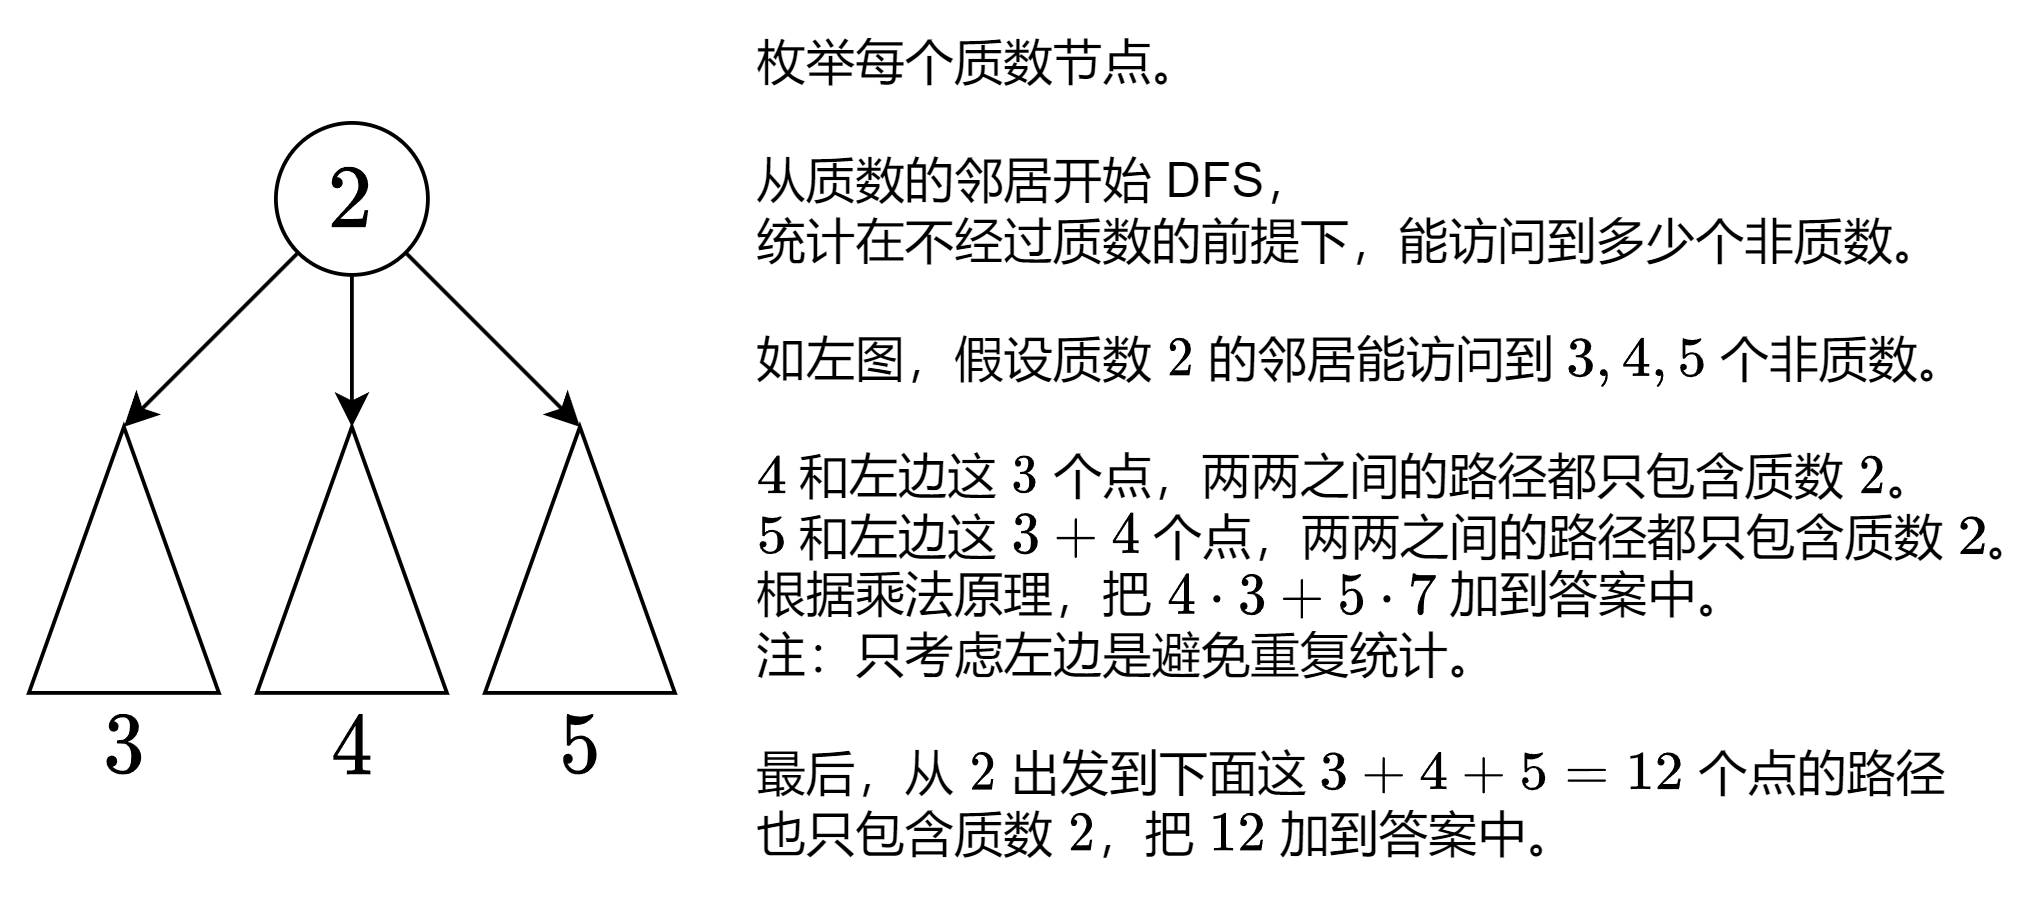 枚举每个质数节点。
从质数的邻居开始 DFS，
统计在不经过质数的前提下，能访问到多少个非质数。
如左图，假设质数 2 的邻居能访问到 3, 4, 5 个非质数。
4 和左边这 3 个点，两两之间的路径都只包含质数 2。
5 和左边这 3 + 4 个点，两两之间的路径都只包含质数 2。
根据乘法原理，把 4 · 3 + 5 · 7 加到答案中。
注：只考虑左边是避免重复统计。
最后，从 2 出发到下面这 3 + 4 + 5 = 12 个点的路径
也只包含质数 2，把 12 加到答案中。
2
3 4 5